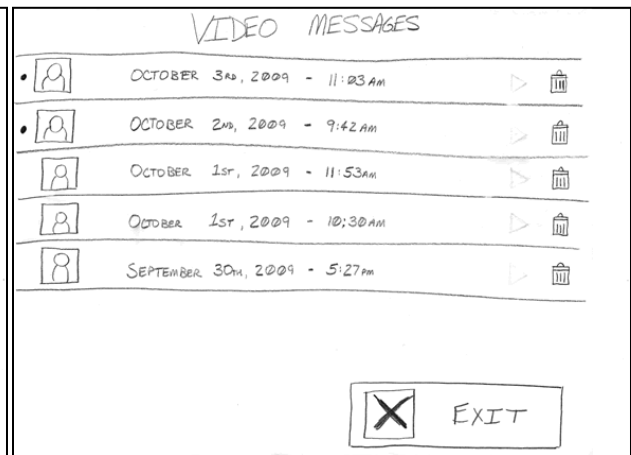 VIDEO MESSAGES
OCTOBER 3RD, 2009 - 11:03 AM
OCTOBER 2ND, 2009 - 9:42 AM
OCTOBER 1ST, 2009 - 11:53AM
OCTOBER 1ST, 2009 - 10:30AM
SEPTEMBER 30TH, 2009 - 5:27PM
EXIT